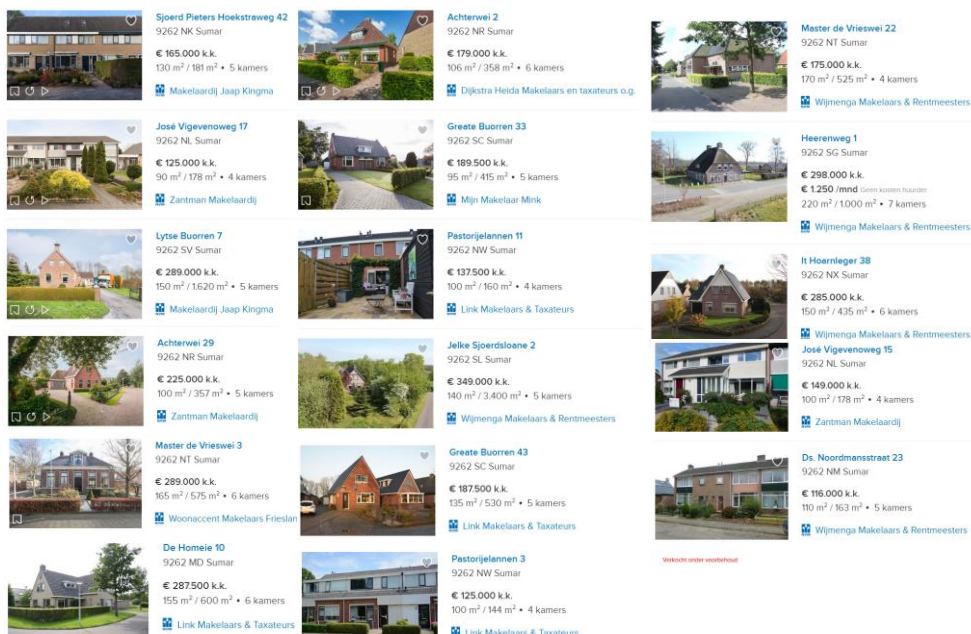 Sjoerd Pieters Hoekstraweg 42
9262 NK Sumar
€ 165.000 k.k.
130 m² / 181 m² • 5 kamers
Makelaardij Jaap Kingma
José Vigevenoweg 17
9262 NL Sumar
€ 125.000 k.k.
90 m² / 178 m² • 4 kamers
Zantman Makelaardij
Lytse Buorren 7
9262 SV Sumar
€ 289.000 k.k.
150 m² / 1.620 m² • 5 kamers
Makelaardij Jaap Kingma
Achterwei 29
9262 NR Sumar
€ 225.000 k.k.
100 m² / 357 m² • 5 kamers
Zantman Makelaardij
Master de Vrieswei 3
9262 NT Sumar
€ 289.000 k.k.
165 m² / 575 m² • 6 kamers
Woonaccent Makelaars Frieslan
De Homeie 10
9262 MD Sumar
€ 287.500 k.k.
155 m² / 600 m² • 6 kamers
Link Makelaars & Taxateurs
Achterwei 2
9262 NR Sumar
€ 179.000 k.k.
106 m² / 358 m² • 6 kamers
Dijkstra Heida Makelaars en taxateurs o.g.
Greate Buorren 33
9262 SC Sumar
€ 189.500 k.k.
95 m² / 415 m² • 5 kamers
Mijn Makelaar Mink
Pastorijelannen 11
9262 NW Sumar
€ 137.500 k.k.
100 m² / 160 m² • 4 kamers
Link Makelaars & Taxateurs
Jelke Sjoerdsloane 2
9262 SL Sumar
€ 349.000 k.k.
140 m² / 3.400 m² • 5 kamers
Wijmenga Makelaars & Rentmeesters
Greate Buorren 43
9262 SC Sumar
€ 187.500 k.k.
135 m² / 530 m² • 5 kamers
Link Makelaars & Taxateurs
Pastorijelannen 3
9262 NW Sumar
€ 125.000 k.k.
100 m² / 144 m² • 4 kamers
Link Makelaars & Taxateurs
Master de Vrieswei 22
9262 NT Sumar
€ 175.000 k.k.
170 m² / 525 m² • 4 kamers
Wijmenga Makelaars & Rentmeesters
Heerenweg 1
9262 SG Sumar
€ 298.000 k.k.
€ 1.250 /mnd Geen kosten huurder
220 m² / 1.000 m² • 7 kamers
Wijmenga Makelaars & Rentmeesters
It Hoarnleger 38
9262 NX Sumar
€ 285.000 k.k.
150 m² / 435 m² • 6 kamers
Wijmenga Makelaars & Rentmeesters
José Vigevenoweg 15
9262 NL Sumar
€ 149.000 k.k.
100 m² / 178 m² • 4 kamers
Zantman Makelaardij
Ds. Noordmansstraat 23
9262 NM Sumar
€ 116.000 k.k.
110 m² / 163 m² • 5 kamers
Wijmenga Makelaars & Rentmeesters
Verkocht onder voorbehoud